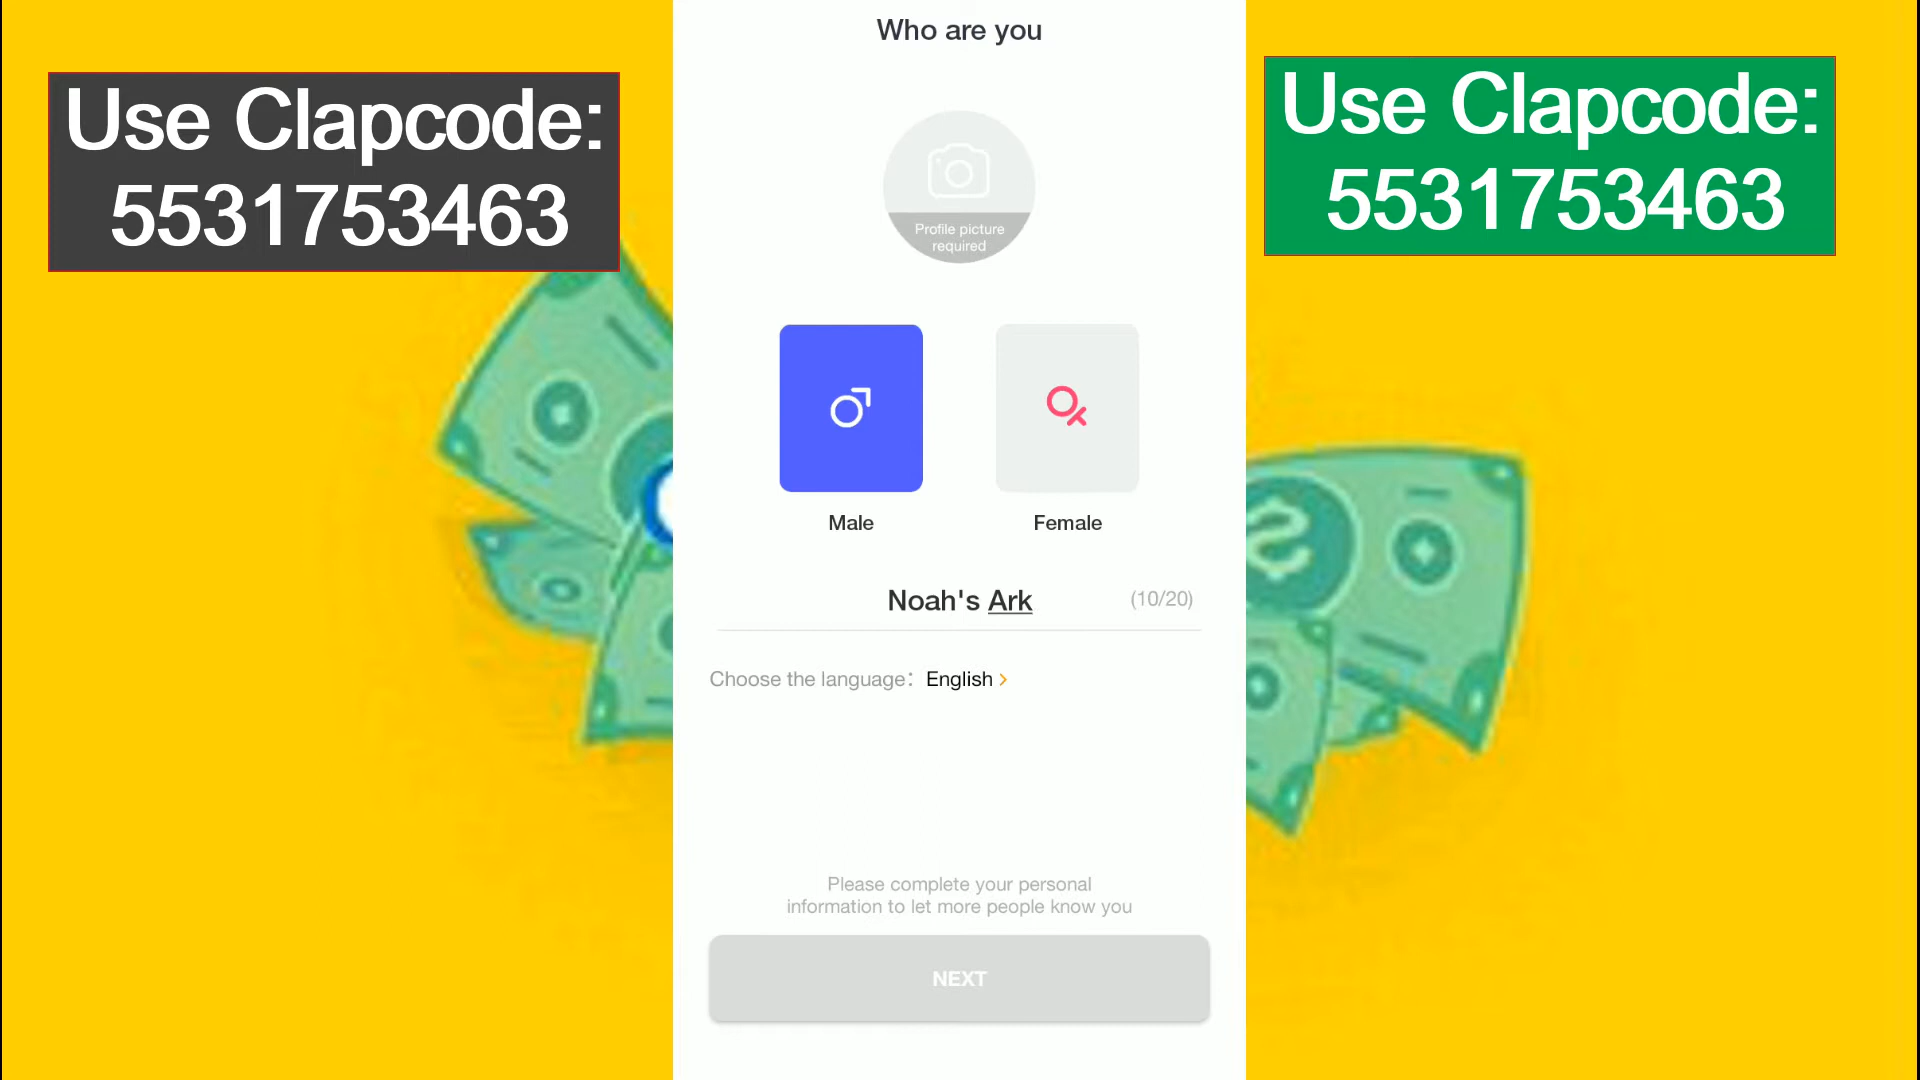 Use Clapcode:
5531753463
Who are you
Profile picture
required
Male
Female
Noah's Ark
(10/20)
Choose the language: English >
Please complete your personal
information to let more people know you
NEXT
Use Clapcode:
5531753463